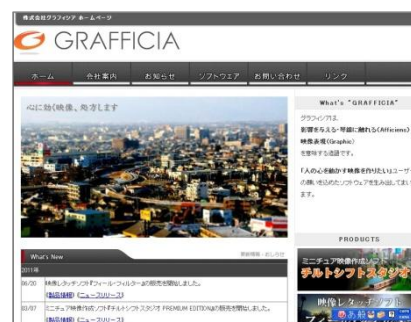 株式会社グラフィシア ホームページ
GRAFFICIA
ホーム 会社案内 お知らせ ソフトウエア お問い合わせ リンク
心に効く映像、処方します
What's "GRAFFICIA"
グラフィシアは、
影響を与える・琴線に触れる(Afficiens)
映像表現(Graphic)
を意味する造語です。
「人の心を動かす映像を作りたい」ユーザ
の願いを込めたソフトウェアを生み出してまい
ます。
What's New
2011年
06/20 映像レタッチソフト『フィール・フィルター』の販売を開始しました。
(製品情報) (ニュースリリース)
03/07 ミニチュア映像作成ソフト『チルトシフトスタジオ PREMIUM EDITION』の販売を開始しました。
(製品情報) (ニュースリリース)
PRODUCTS
ミニチュア映像作成ソフト
チルトシフトスタジオ
映像レタッチソフト